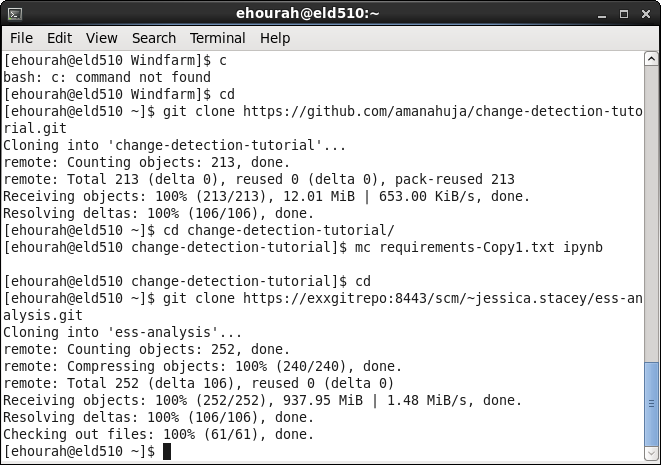 ehourah@eld510:~
File Edit View Search Terminal Help
[ehourah@eld510 Windfarm]$ c
bash: c: command not found
[ehourah@eld510 Windfarm]$ cd
[ehourah@eld510 ~]$ git clone https://github.com/amanahuja/change-detection-tuto
rial.git
Cloning into 'change-detection-tutorial'...
remote: Counting objects: 213, done.
remote: Total 213 (delta 0), reused 0 (delta 0), pack-reused 213
Receiving objects: 100% (213/213), 12.01 MiB | 653.00 KiB/s, done.
Resolving deltas: 100% (106/106), done.
[ehourah@eld510 ~]$ cd change-detection-tutorial/
[ehourah@eld510 change-detection-tutorial]$ mc requirements-Copy1.txt ipynb
[ehourah@eld510 change-detection-tutorial]$ cd
[ehourah@eld510 ~]$ git clone https://exxgitrepo:8443/scm/~jessica.stacey/ess-an
alysis.git
Cloning into 'ess-analysis'...
remote: Counting objects: 252, done.
remote: Compressing objects: 100% (240/240), done.
remote: Total 252 (delta 106), reused 0 (delta 0)
Receiving objects: 100% (252/252), 937.95 MiB | 1.48 MiB/s, done.
Resolving deltas: 100% (106/106), done.
Checking out files: 100% (61/61), done.
[ehourah@eld510 ~]$